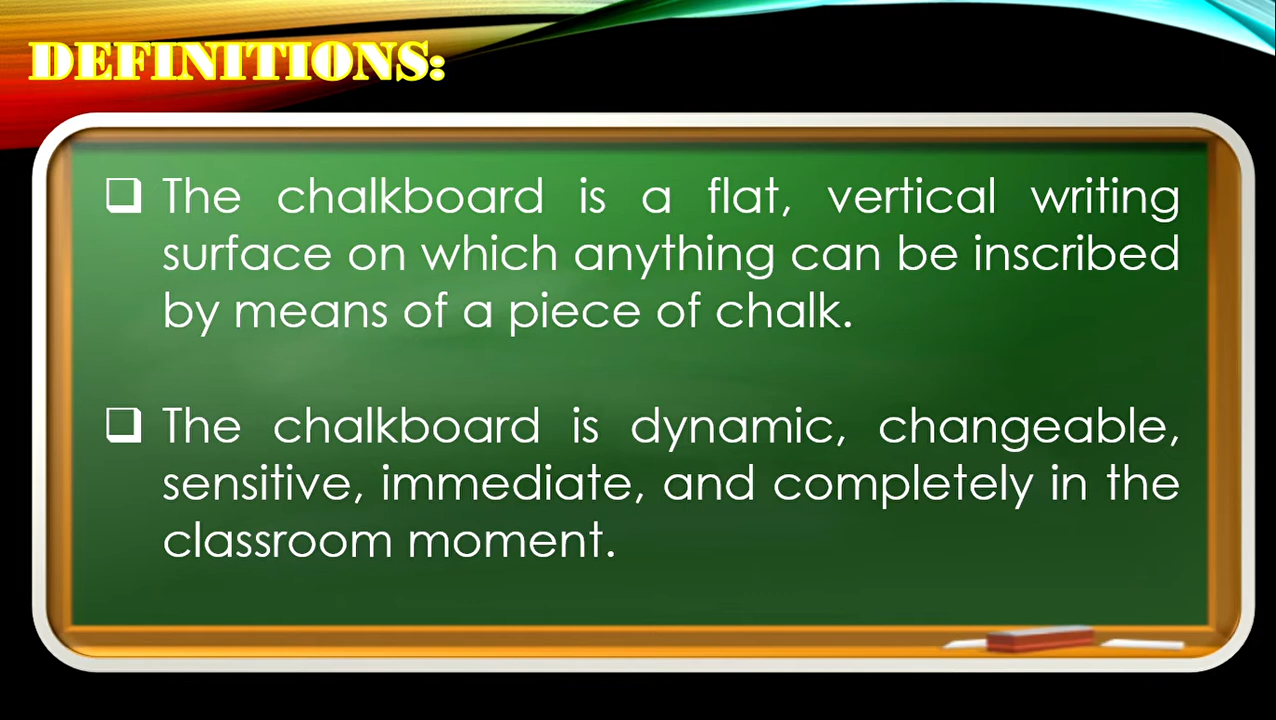 DEFINITIONS:
❑ The chalkboard is a flat, vertical writing
surface on which anything can be inscribed
by means of a piece of chalk.
❑ The chalkboard is dynamic, changeable,
sensitive, immediate, and completely in the
classroom moment.